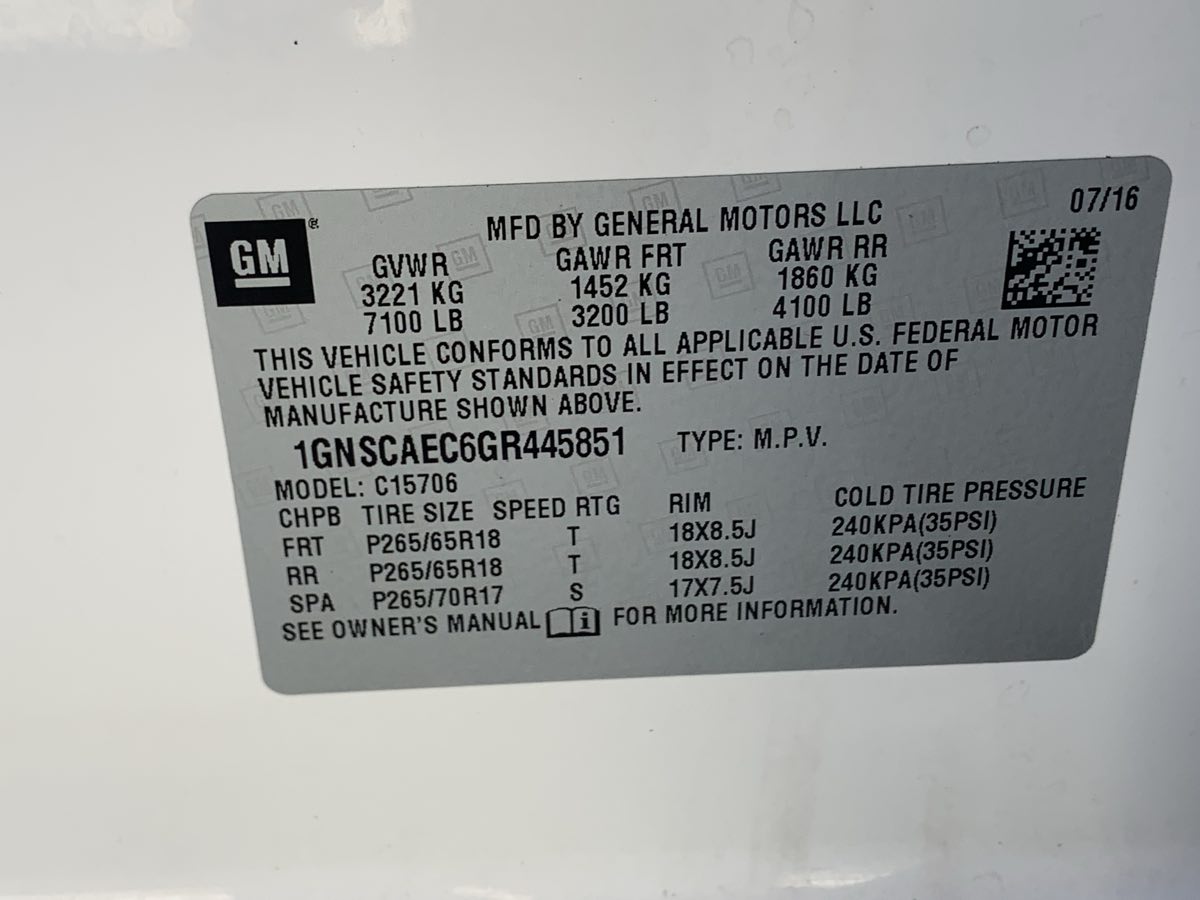 07/16
GM®
MFD BY GENERAL MOTORS LLC
GVWR GAWR FRT GAWR RR
3221 KG 1452 KG 1860 KG
7100 LB 3200 LB 4100 LB
THIS VEHICLE CONFORMS TO ALL APPLICABLE U.S. FEDERAL MOTOR
VEHICLE SAFETY STANDARDS IN EFFECT ON THE DATE OF
MANUFACTURE SHOWN ABOVE.
1GNSCAEC6GR445851 TYPE: M.P.V.
MODEL: C15706
CHPB TIRE SIZE SPEED RTG RIM COLD TIRE PRESSURE
FRT P265/65R18 T 18X8.5J 240KPA(35PSI)
RR P265/65R18 T 18X8.5J 240KPA(35PSI)
SPA P265/70R17 S 17X7.5J 240KPA(35PSI)
SEE OWNER'S MANUAL i FOR MORE INFORMATION.